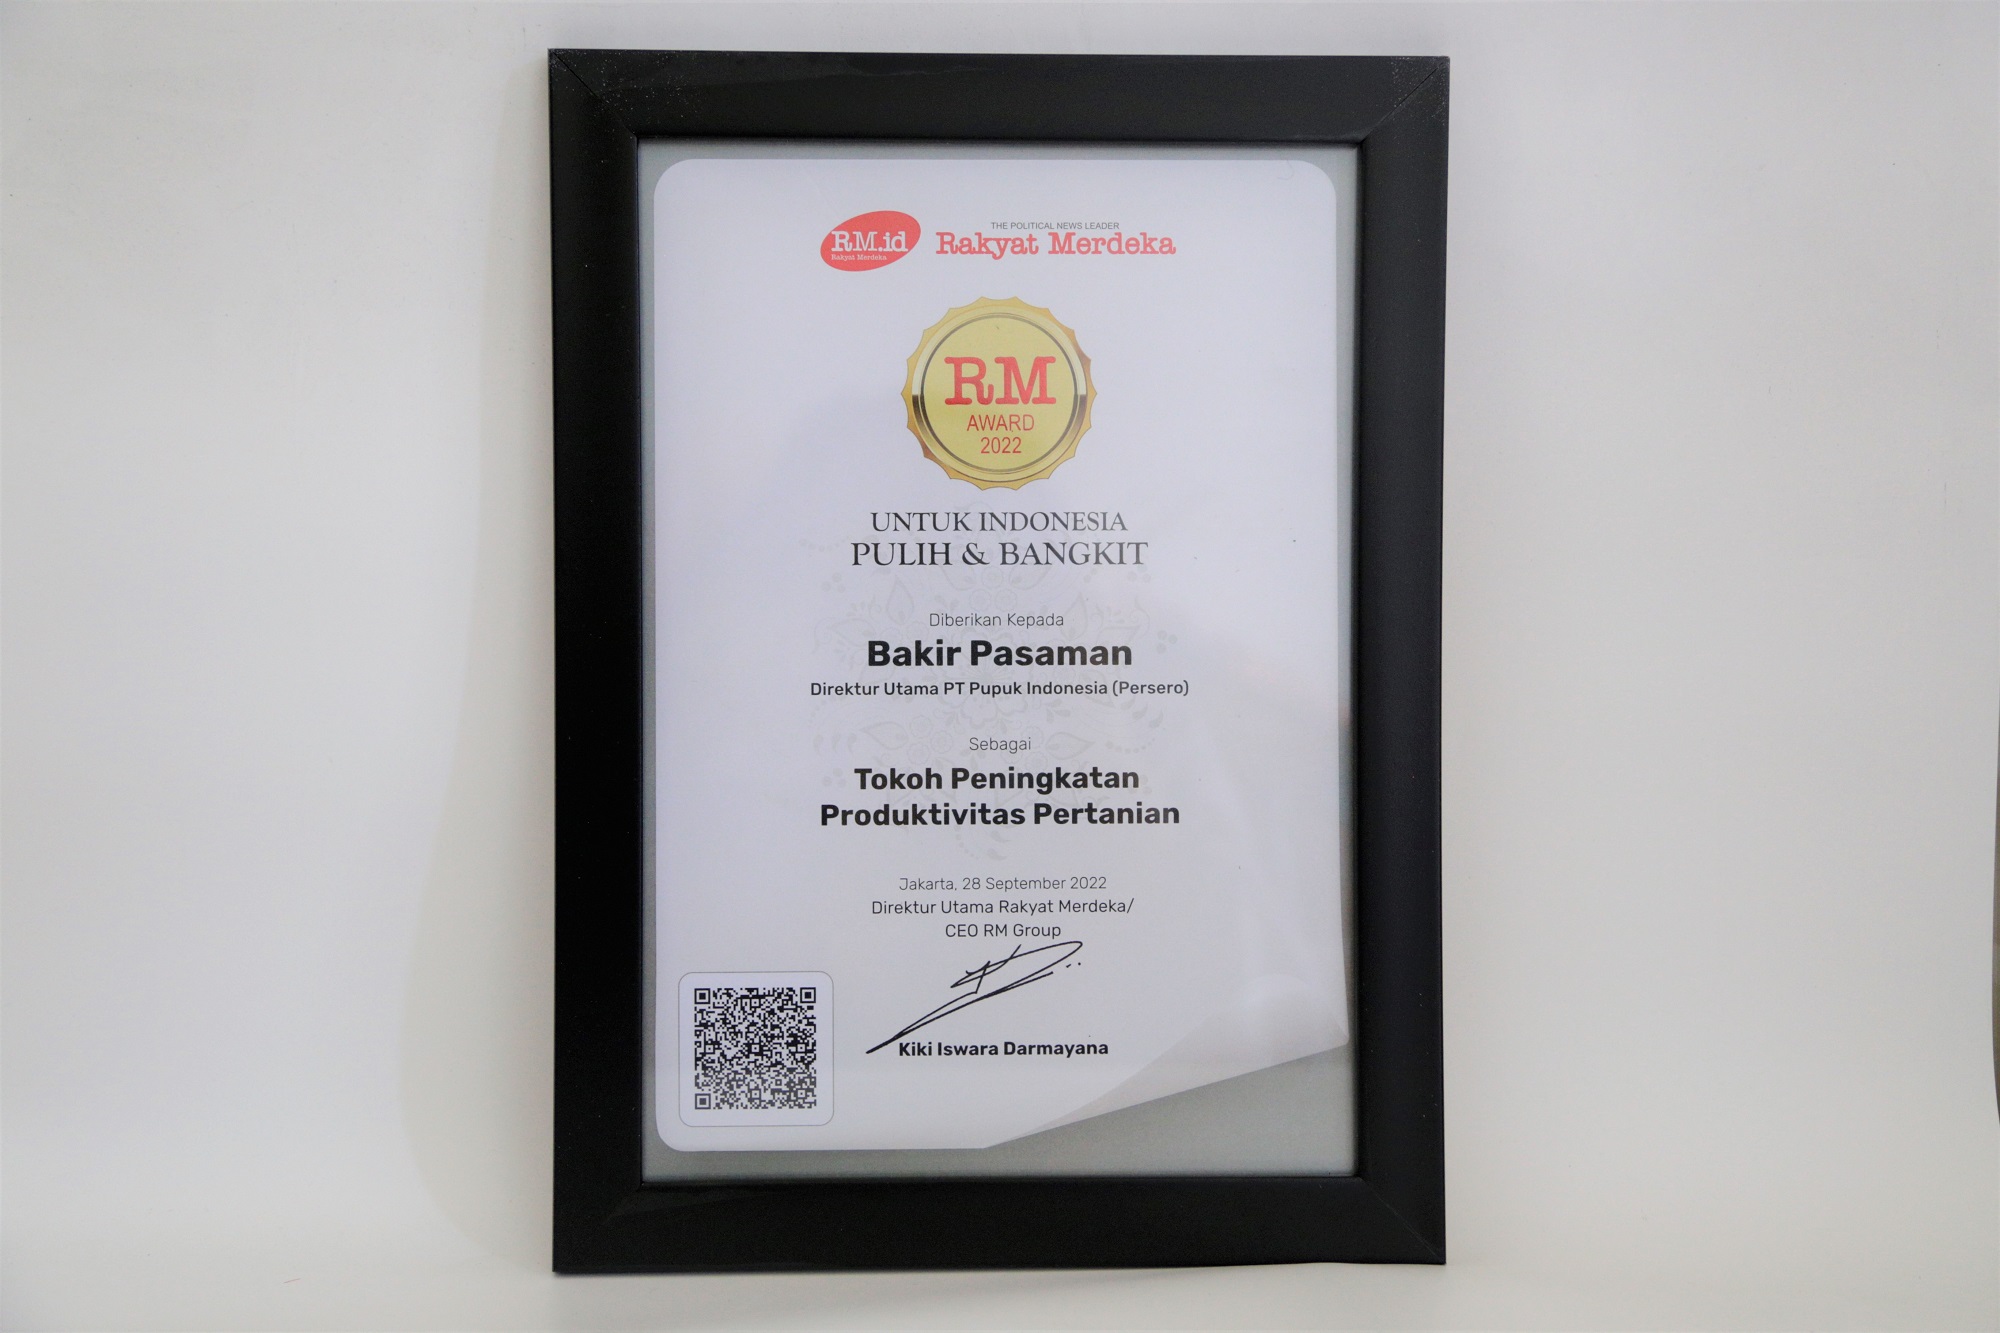 RM.id
Rakyat Merdeka
THE POLITICAL NEWS LEADER
Rakyat Merdeka
RM
AWARD
2022
UNTUK INDONESIA
PULIH & BANGKIT
Diberikan Kepada
Bakir Pasaman
Direktur Utama PT Pupuk Indonesia (Persero)
Sebagai
Tokoh Peningkatan
Produktivitas Pertanian
Jakarta, 28 September 2022
Direktur Utama Rakyat Merdeka/
CEO RM Group
Kiki Iswara Darmayana